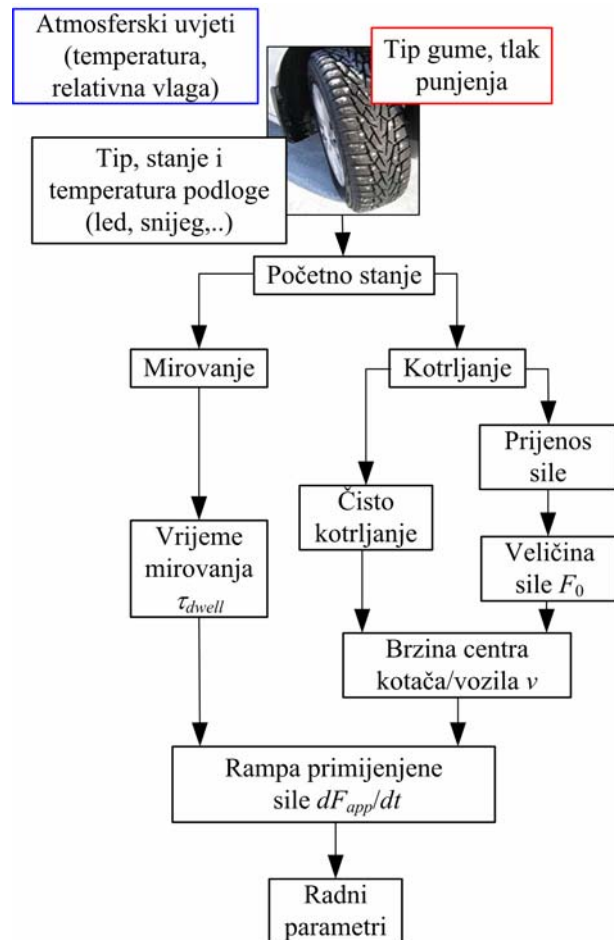 Atmosferski uvjeti
(temperatura,
relativna vlaga)
Tip gume, tlak
punjenja
Tip, stanje i
temperatura podloge
(led, snijeg,..)
Početno stanje
Mirovanje
Kotrljanje
Prijenos
sile
Čisto
kotrljanje
Vrijeme
mirovanja
τdwell
Veličina
sile F0
Brzina centra
kotača/vozila v
Rampa primijenjene
sile dFapp/dt
Radni
parametri